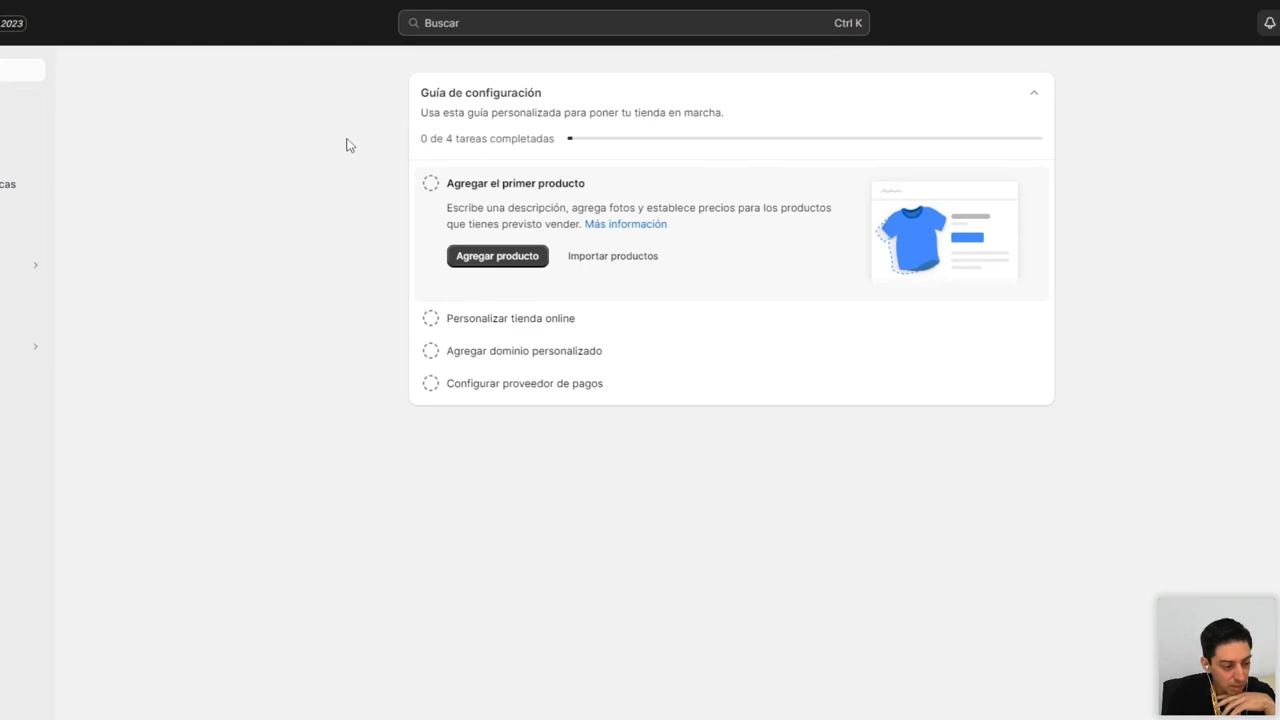 2023
Buscar
Ctrl K
Guía de configuración
Usa esta guía personalizada para poner tu tienda en marcha.
0 de 4 tareas completadas
cas
Agregar el primer producto
Escribe una descripción, agrega fotos y establece precios para los productos
que tienes previsto vender. Más información
Agregar producto
Importar productos
Personalizar tienda online
Agregar dominio personalizado
Configurar proveedor de pagos